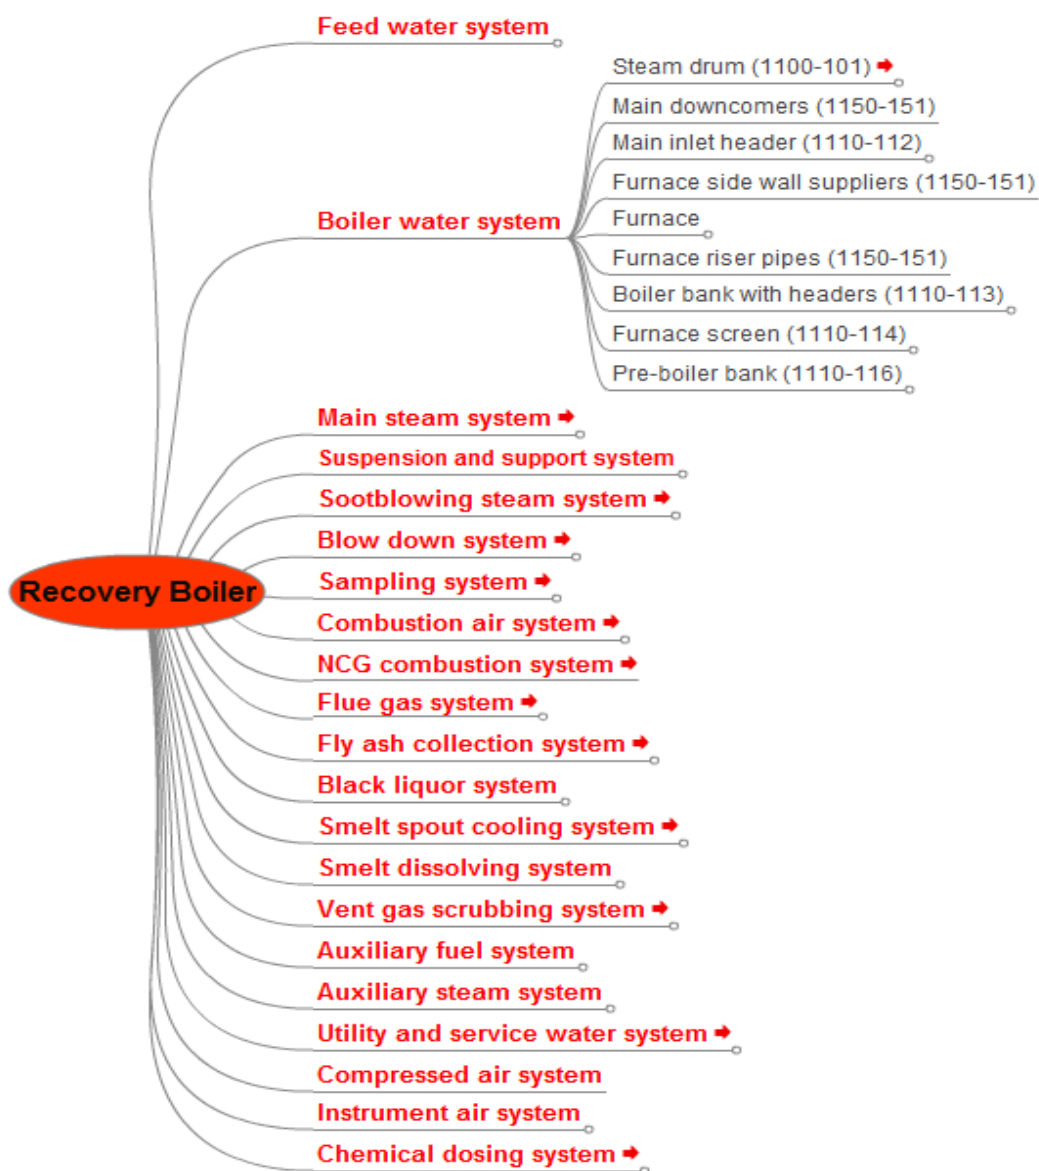 Feed water system
Steam drum (1100-101)
Main downcomers (1150-151)
Main inlet header (1110-112)
Furnace side wall suppliers (1150-151)
Boiler water system
Furnace
Furnace riser pipes (1150-151)
Boiler bank with headers (1110-113)
Furnace screen (1110-114)
Pre-boiler bank (1110-116)
Main steam system
Suspension and support system
Sootblowing steam system
Blow down system
Sampling system
Recovery Boiler
Combustion air system
NCG combustion system
Flue gas system
Fly ash collection system
Black liquor system
Smelt spout cooling system
Smelt dissolving system
Vent gas scrubbing system
Auxiliary fuel system
Auxiliary steam system
Utility and service water system
Compressed air system
Instrument air system
Chemical dosing system